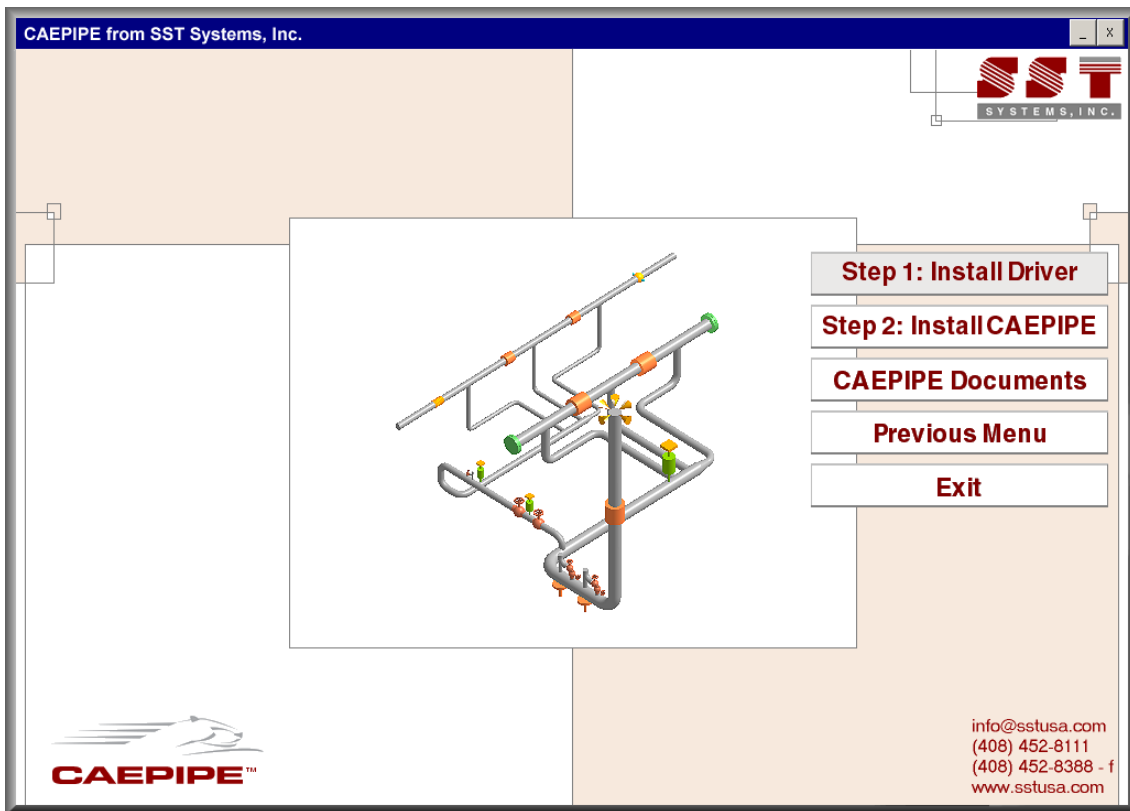 CAEPIPE from SST Systems, Inc.
_ X
SST
SYSTEMS, INC.
Step 1: Install Driver
Step 2: Install CAEPIPE
CAEPIPE Documents
Previous Menu
Exit
CAEPIPE™
info@sstusa.com
(408) 452-8111
(408) 452-8388 - f
www.sstusa.com